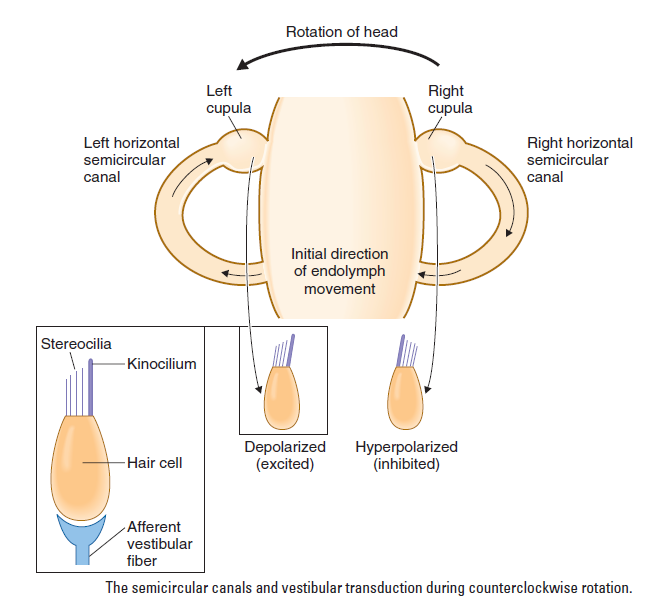 Rotation of head
Left
cupula
Right
cupula
Left horizontal
semicircular
canal
Right horizontal
semicircular
canal
Initial direction
of endolymph
movement
Stereocilia
Kinocilium
Hair cell
Afferent
vestibular
fiber
Depolarized
(excited)
Hyperpolarized
(inhibited)
The semicircular canals and vestibular transduction during counterclockwise rotation.